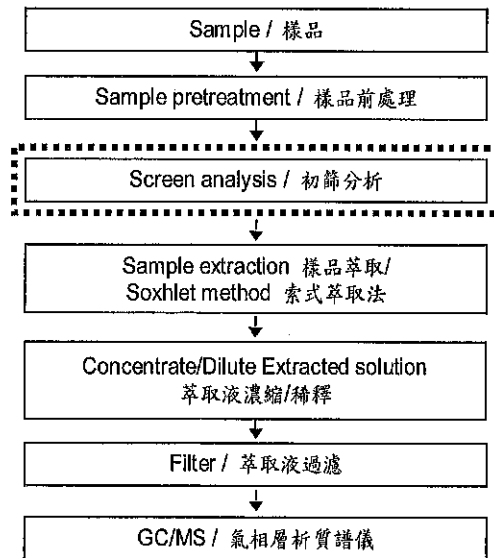 Sample / 樣品
Sample pretreatment / 樣品前處理
Screen analysis / 初篩分析
Sample extraction 樣品萃取/
Soxhlet method 索式萃取法
Concentrate/Dilute Extracted solution
萃取液濃縮/稀釋
Filter / 萃取液過濾
GC/MS / 氣相層析質譜儀